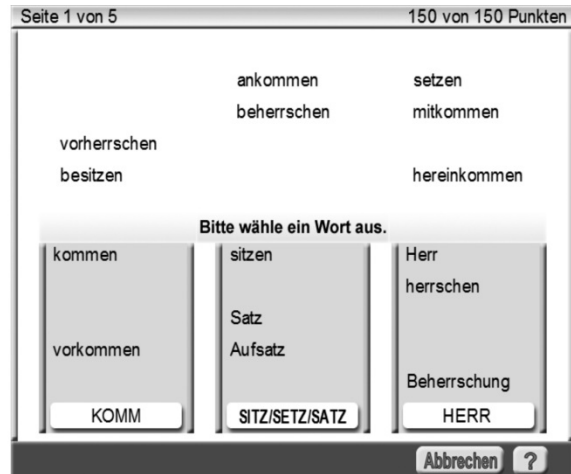 Seite 1 von 5 150 von 150 Punkten
ankommen setzen
beherrschen mitkommen
vorherrschen
besitzen hereinkommen
Bitte wähle ein Wort aus.
kommen sitzen Herr
herrschen
Satz
vorkommen Aufsatz
Beherrschung
KOMM SITZ/SETZ/SATZ HERR
Abbrechen ?